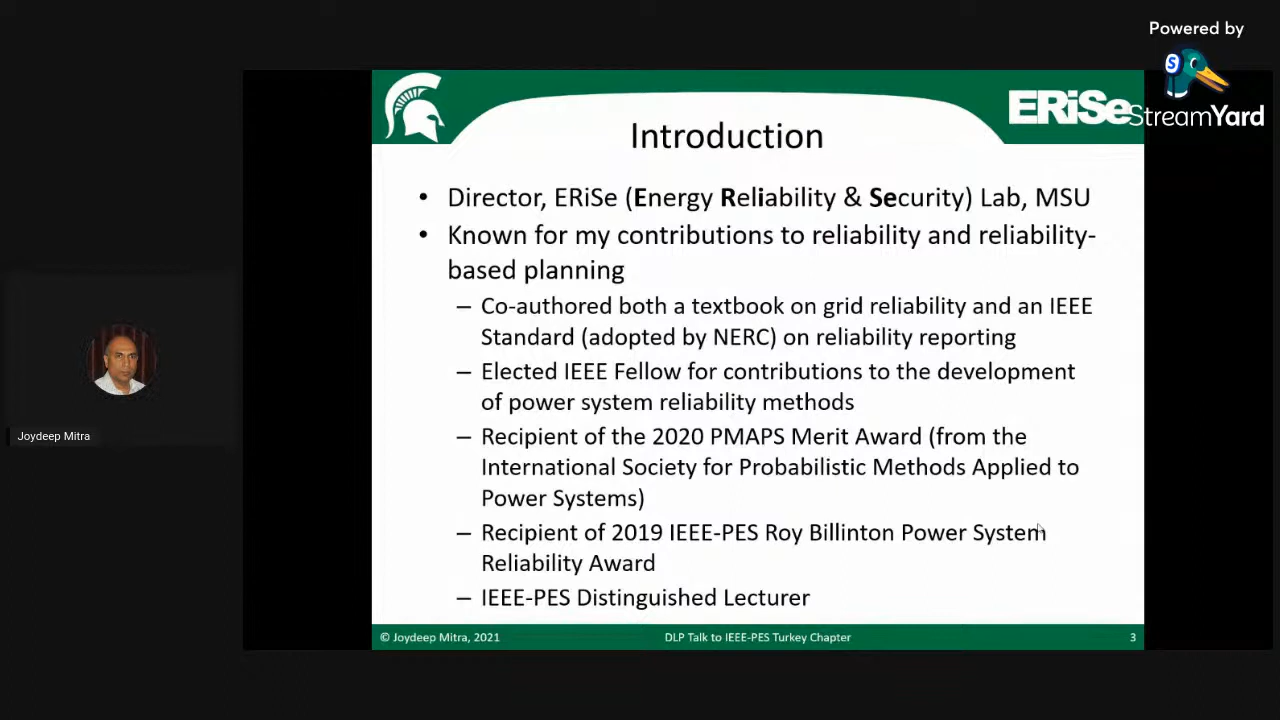 Powered by
S
StreamYard
ERiSe
Introduction
• Director, ERiSe (Energy Reliability & Security) Lab, MSU
• Known for my contributions to reliability and reliability-
based planning
– Co-authored both a textbook on grid reliability and an IEEE
Standard (adopted by NERC) on reliability reporting
– Elected IEEE Fellow for contributions to the development
of power system reliability methods
– Recipient of the 2020 PMAPS Merit Award (from the
International Society for Probabilistic Methods Applied to
Power Systems)
– Recipient of 2019 IEEE-PES Roy Billinton Power System
Reliability Award
– IEEE-PES Distinguished Lecturer
Joydeep Mitra
© Joydeep Mitra, 2021
DLP Talk to IEEE-PES Turkey Chapter
3